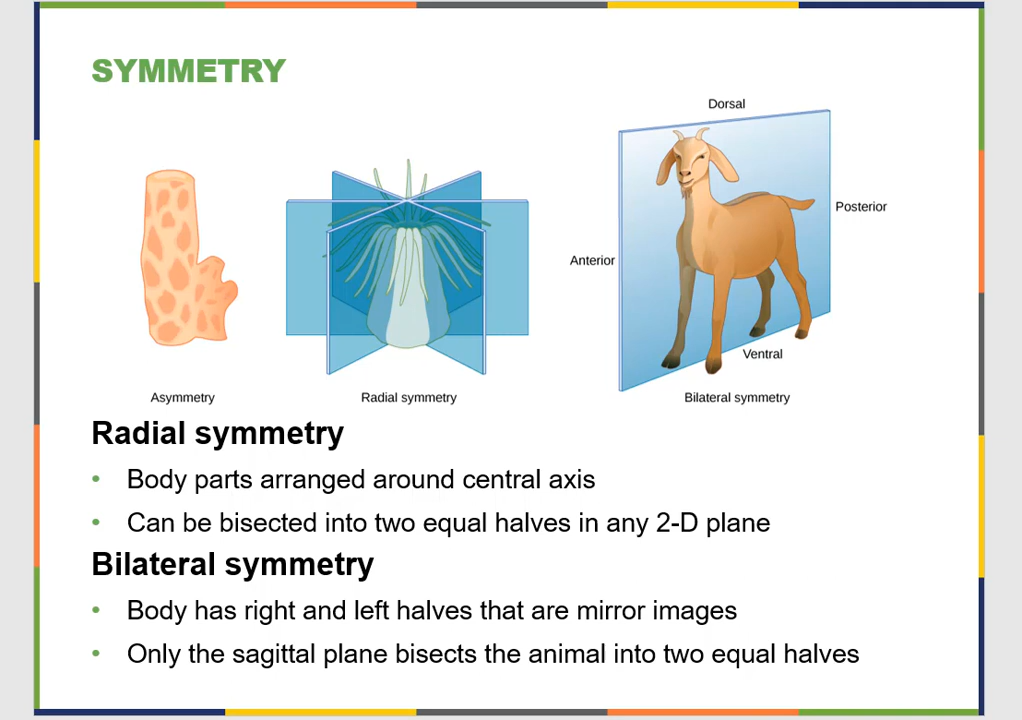 SYMMETRY
Dorsal
Posterior
Anterior
Ventral
Asymmetry
Radial symmetry
Bilateral symmetry
Radial symmetry
• Body parts arranged around central axis
• Can be bisected into two equal halves in any 2-D plane
Bilateral symmetry
• Body has right and left halves that are mirror images
• Only the sagittal plane bisects the animal into two equal halves